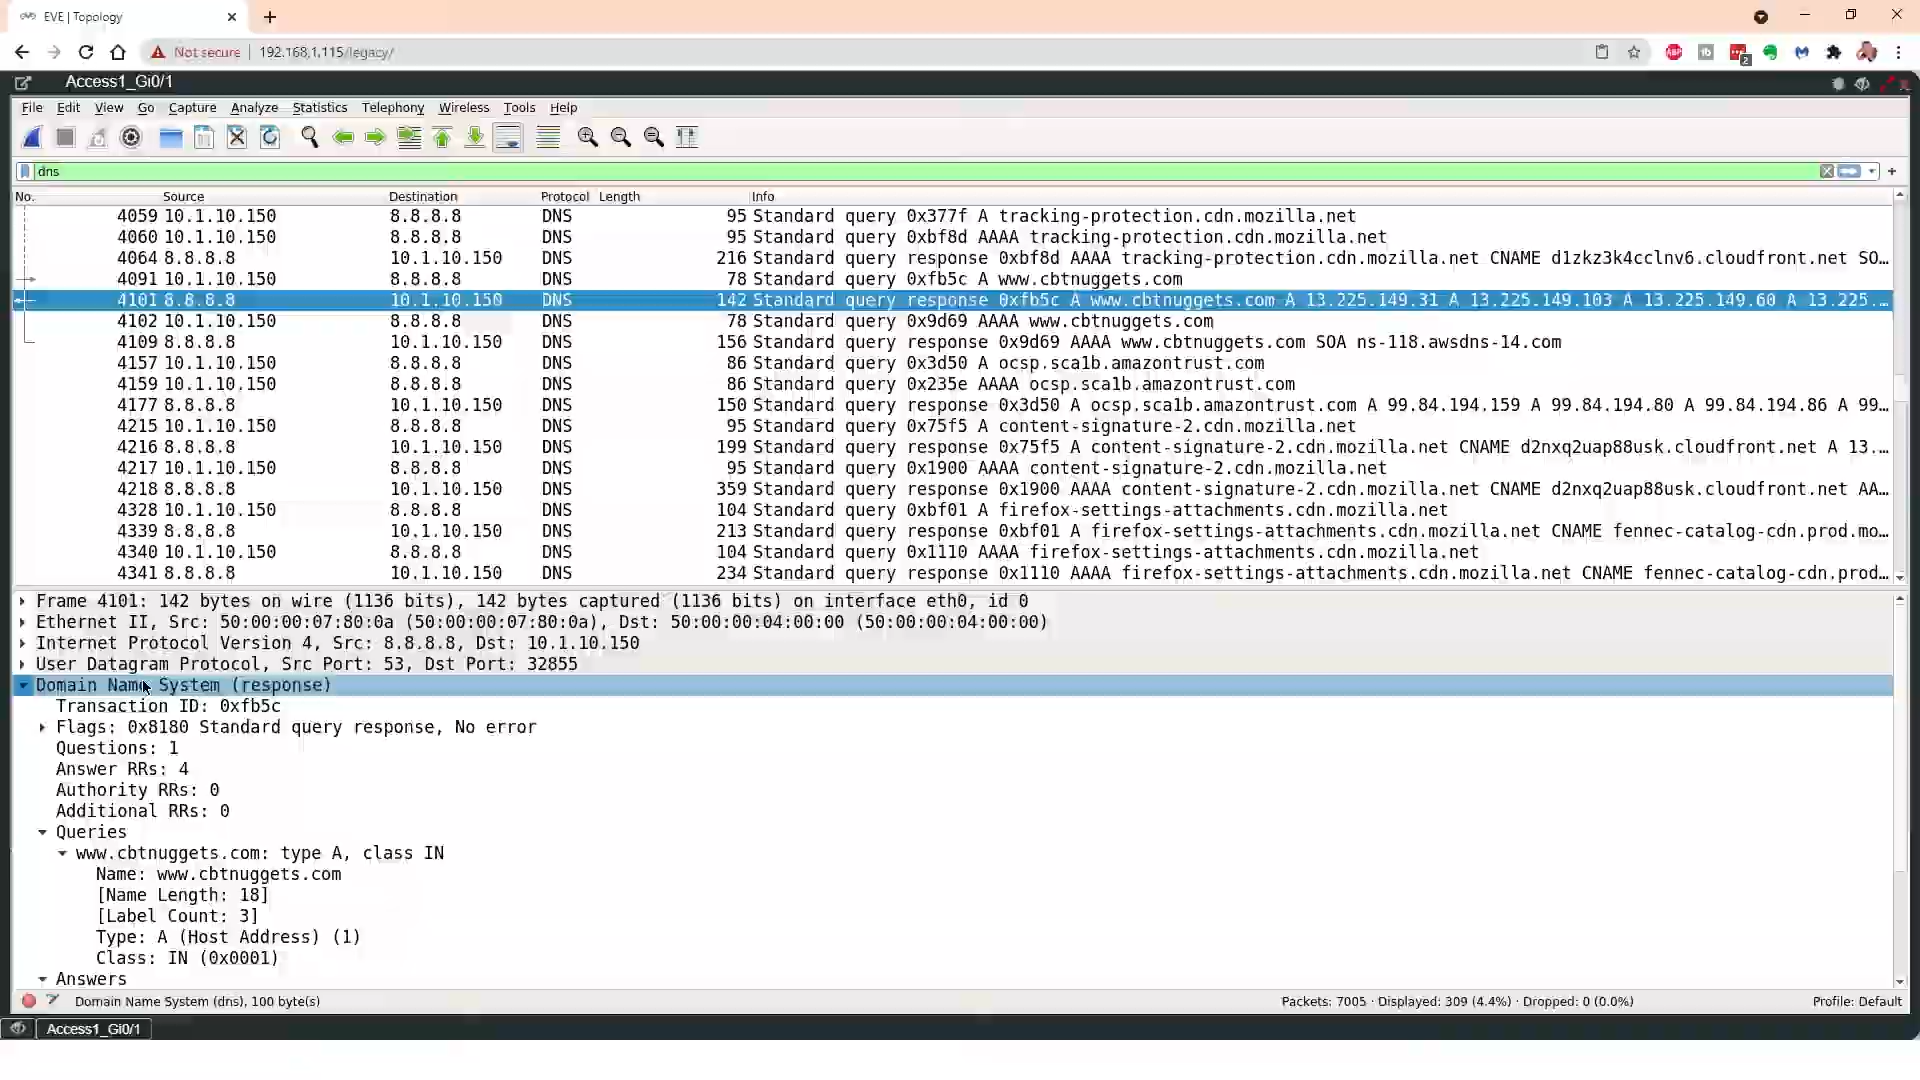 EVE | Topology
Not secure 192.168.1.115/legacy/
ABP
2
Access1_Gi0/1
File Edit View Go Capture Analyze Statistics Telephony Wireless Tools Help
dns
No. Source Destination Protocol Length Info
4059 10.1.10.150 8.8.8.8 DNS 95 Standard query 0x377f A tracking-protection.cdn.mozilla.net
4060 10.1.10.150 8.8.8.8 DNS 95 Standard query 0xbf8d AAAA tracking-protection.cdn.mozilla.net
4064 8.8.8.8 10.1.10.150 DNS 216 Standard query response 0xbf8d AAAA tracking-protection.cdn.mozilla.net CNAME d1zkz3k4cclnv6.cloudfront.net SO…
4091 10.1.10.150 8.8.8.8 DNS 78 Standard query 0xfb5c A www.cbtnuggets.com
4101 8.8.8.8 10.1.10.150 DNS 142 Standard query response 0xfb5c A www.cbtnuggets.com A 13.225.149.31 A 13.225.149.103 A 13.225.149.60 A 13.225.…
4102 10.1.10.150 8.8.8.8 DNS 78 Standard query 0x9d69 AAAA www.cbtnuggets.com
4109 8.8.8.8 10.1.10.150 DNS 156 Standard query response 0x9d69 AAAA www.cbtnuggets.com SOA ns-118.awsdns-14.com
4157 10.1.10.150 8.8.8.8 DNS 86 Standard query 0x3d50 A ocsp.sca1b.amazontrust.com
4159 10.1.10.150 8.8.8.8 DNS 86 Standard query 0x235e AAAA ocsp.sca1b.amazontrust.com
4177 8.8.8.8 10.1.10.150 DNS 150 Standard query response 0x3d50 A ocsp.sca1b.amazontrust.com A 99.84.194.159 A 99.84.194.80 A 99.84.194.86 A 99…
4215 10.1.10.150 8.8.8.8 DNS 95 Standard query 0x75f5 A content-signature-2.cdn.mozilla.net
4216 8.8.8.8 10.1.10.150 DNS 199 Standard query response 0x75f5 A content-signature-2.cdn.mozilla.net CNAME d2nxq2uap88usk.cloudfront.net A 13.…
4217 10.1.10.150 8.8.8.8 DNS 95 Standard query 0x1900 AAAA content-signature-2.cdn.mozilla.net
4218 8.8.8.8 10.1.10.150 DNS 359 Standard query response 0x1900 AAAA content-signature-2.cdn.mozilla.net CNAME d2nxq2uap88usk.cloudfront.net AA…
4328 10.1.10.150 8.8.8.8 DNS 104 Standard query 0xbf01 A firefox-settings-attachments.cdn.mozilla.net
4339 8.8.8.8 10.1.10.150 DNS 213 Standard query response 0xbf01 A firefox-settings-attachments.cdn.mozilla.net CNAME fennec-catalog-cdn.prod.mo…
4340 10.1.10.150 8.8.8.8 DNS 104 Standard query 0x1110 AAAA firefox-settings-attachments.cdn.mozilla.net
4341 8.8.8.8 10.1.10.150 DNS 234 Standard query response 0x1110 AAAA firefox-settings-attachments.cdn.mozilla.net CNAME fennec-catalog-cdn.prod…
Frame 4101: 142 bytes on wire (1136 bits), 142 bytes captured (1136 bits) on interface eth0, id 0
Ethernet II, Src: 50:00:00:07:80:0a (50:00:00:07:80:0a), Dst: 50:00:00:04:00:00 (50:00:00:04:00:00)
Internet Protocol Version 4, Src: 8.8.8.8, Dst: 10.1.10.150
User Datagram Protocol, Src Port: 53, Dst Port: 32855
Domain Name System (response)
Transaction ID: 0xfb5c
Flags: 0x8180 Standard query response, No error
Questions: 1
Answer RRs: 4
Authority RRs: 0
Additional RRs: 0
Queries
www.cbtnuggets.com: type A, class IN
Name: www.cbtnuggets.com
[Name Length: 18]
[Label Count: 3]
Type: A (Host Address) (1)
Class: IN (0x0001)
Answers
Domain Name System (dns), 100 byte(s) Packets: 7005 · Displayed: 309 (4.4%) · Dropped: 0 (0.0%) Profile: Default
Access1_Gi0/1